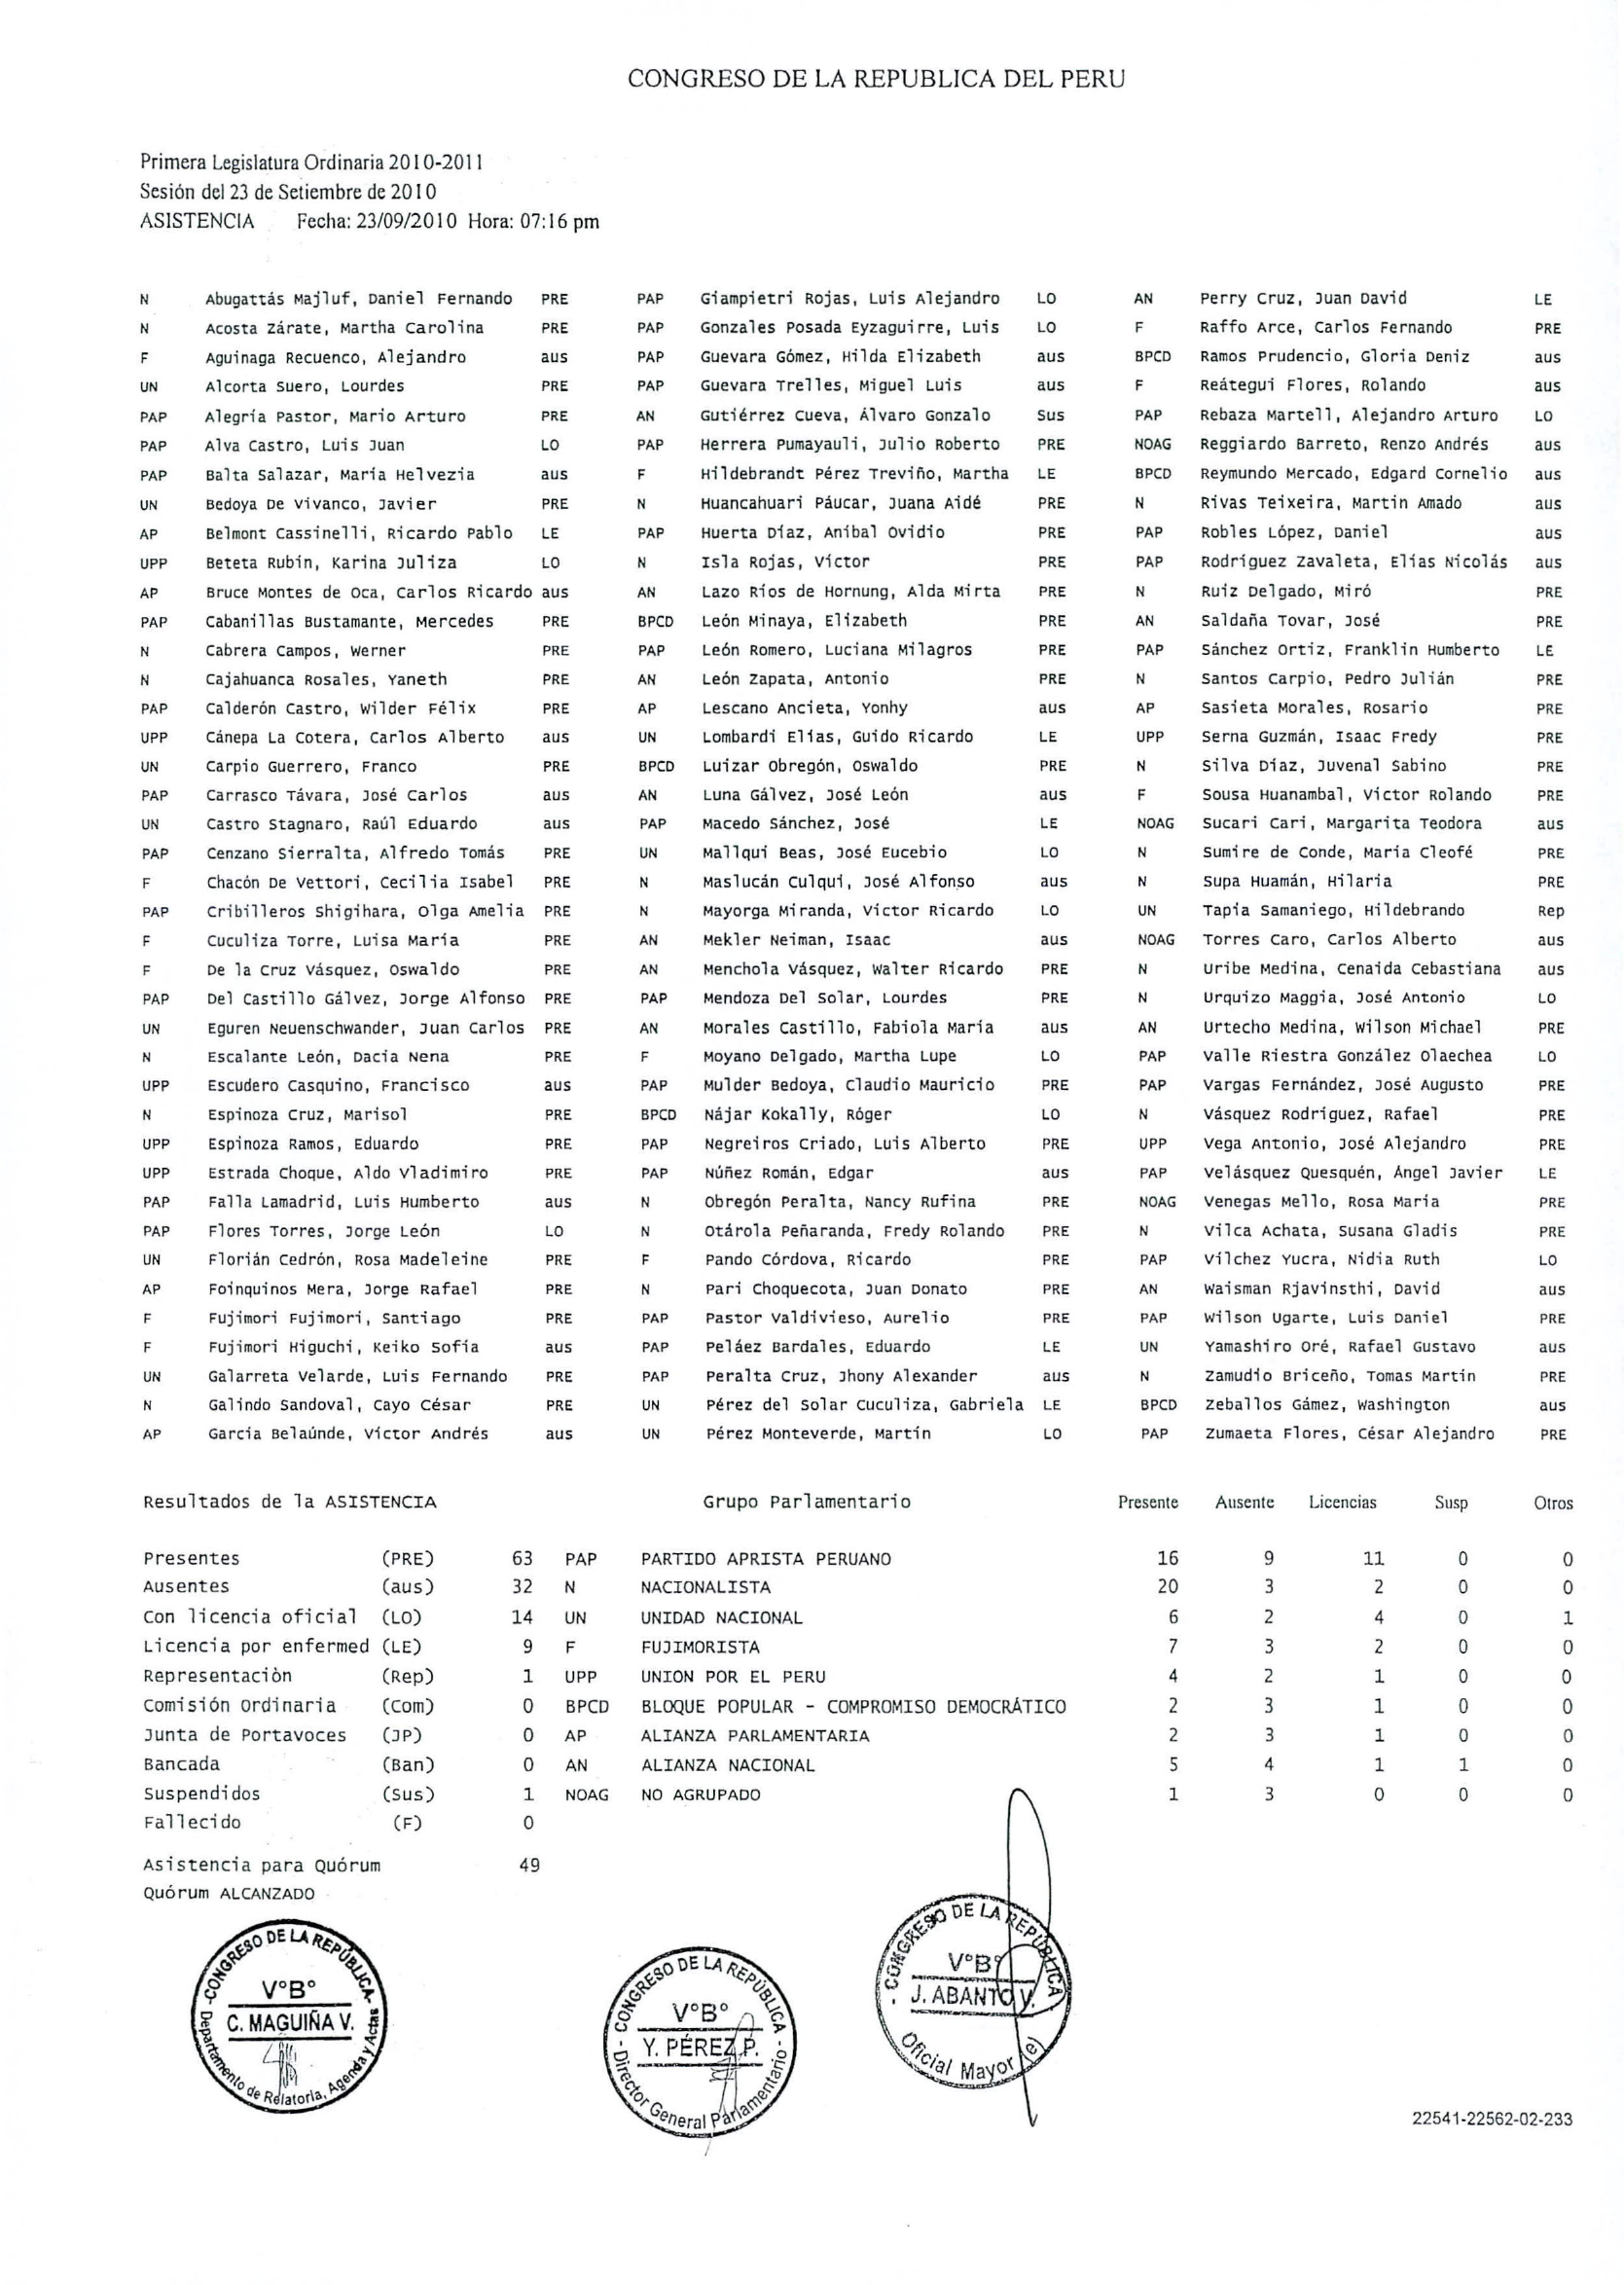 CONGRESO DE LA REPUBLICA DEL PERU
Primera Legislatura Ordinaria 2010-2011
Sesión del 23 de Setiembre de 2010
ASISTENCIA Fecha: 23/09/2010 Hora: 07:16 pm
N Abugattás Majluf, Daniel Fernando PRE PAP Giampietri Rojas, Luis Alejandro LO AN Perry Cruz, Juan David LE
N Acosta Zárate, Martha Carolina PRE PAP Gonzales Posada Eyzaguirre, Luis LO F Raffo Arce, Carlos Fernando PRE
F Aguinaga Recuenco, Alejandro aus PAP Guevara Gómez, Hilda Elizabeth aus BPCD Ramos Prudencio, Gloria Deniz aus
UN Alcorta Suero, Lourdes PRE PAP Guevara Trelles, Miguel Luis aus F Reátegui Flores, Rolando aus
PAP Alegría Pastor, Mario Arturo PRE AN Gutiérrez Cueva, Álvaro Gonzalo Sus PAP Rebaza Martell, Alejandro Arturo LO
PAP Alva Castro, Luis Juan LO PAP Herrera Pumayauli, Julio Roberto PRE NOAG Reggiardo Barreto, Renzo Andrés aus
PAP Balta Salazar, María Helvezia aus F Hildebrandt Pérez Treviño, Martha LE BPCD Reymundo Mercado, Edgard Cornelio aus
UN Bedoya De Vivanco, Javier PRE N Huancahuari Páucar, Juana Aidé PRE N Rivas Teixeira, Martin Amado aus
AP Belmont Cassinelli, Ricardo Pablo LE PAP Huerta Díaz, Aníbal Ovidio PRE PAP Robles López, Daniel aus
UPP Beteta Rubín, Karina Juliza LO N Isla Rojas, Víctor PRE PAP Rodríguez Zavaleta, Elías Nicolás aus
AP Bruce Montes de Oca, Carlos Ricardo aus AN Lazo Ríos de Hornung, Alda Mirta PRE N Ruiz Delgado, Miró PRE
PAP Cabanillas Bustamante, Mercedes PRE BPCD León Minaya, Elizabeth PRE AN Saldaña Tovar, José PRE
N Cabrera Campos, Werner PRE PAP León Romero, Luciana Milagros PRE PAP Sánchez Ortiz, Franklin Humberto LE
N Cajahuanca Rosales, Yaneth PRE AN León Zapata, Antonio PRE N Santos Carpio, Pedro Julián PRE
PAP Calderón Castro, Wilder Félix PRE AP Lescano Ancieta, Yonhy aus AP Sasieta Morales, Rosario PRE
UPP Cánepa La Cotera, Carlos Alberto aus UN Lombardi Elías, Guido Ricardo LE UPP Serna Guzmán, Isaac Fredy PRE
UN Carpio Guerrero, Franco PRE BPCD Luizar Obregón, Oswaldo PRE N Silva Díaz, Juvenal Sabino PRE
PAP Carrasco Távara, José Carlos aus AN Luna Gálvez, José León aus F Sousa Huanambal, Víctor Rolando PRE
UN Castro Stagnaro, Raúl Eduardo aus PAP Macedo Sánchez, José LE NOAG Sucari Cari, Margarita Teodora aus
PAP Cenzano Sierralta, Alfredo Tomás PRE UN Mallqui Beas, José Eucebio LO N Sumire de Conde, María Cleofé PRE
F Chacón De Vettori, Cecilia Isabel PRE N Maslucán Culqui, José Alfonso aus N Supa Huamán, Hilaria PRE
PAP Cribilleros Shigihara, Olga Amelia PRE N Mayorga Miranda, Víctor Ricardo LO UN Tapia Samaniego, Hildebrando Rep
F Cuculiza Torre, Luisa María PRE AN Mekler Neiman, Isaac aus NOAG Torres Caro, Carlos Alberto aus
F De la Cruz Vásquez, Oswaldo PRE AN Menchola Vásquez, Walter Ricardo PRE N Uribe Medina, Cenaida Cebastiana aus
PAP Del Castillo Gálvez, Jorge Alfonso PRE PAP Mendoza Del Solar, Lourdes PRE N Urquizo Maggia, José Antonio LO
UN Eguren Neuenschwander, Juan Carlos PRE AN Morales Castillo, Fabiola María aus AN Urtecho Medina, Wilson Michael PRE
N Escalante León, Dacia Nena PRE F Moyano Delgado, Martha Lupe LO PAP Valle Riestra González Olaechea LO
UPP Escudero Casquino, Francisco aus PAP Mulder Bedoya, Claudio Mauricio PRE PAP Vargas Fernández, José Augusto PRE
N Espinoza Cruz, Marisol PRE BPCD Nájar Kokally, Róger LO N Vásquez Rodríguez, Rafael PRE
UPP Espinoza Ramos, Eduardo PRE PAP Negreiros Criado, Luis Alberto PRE UPP Vega Antonio, José Alejandro PRE
UPP Estrada Choque, Aldo Vladimiro PRE PAP Núñez Román, Edgar aus PAP Velásquez Quesquén, Ángel Javier LE
PAP Falla Lamadrid, Luis Humberto aus N Obregón Peralta, Nancy Rufina PRE NOAG Venegas Mello, Rosa María PRE
PAP Flores Torres, Jorge León LO N Otárola Peñaranda, Fredy Rolando PRE N Vilca Achata, Susana Gladis PRE
UN Florián Cedrón, Rosa Madeleine PRE F Pando Córdova, Ricardo PRE PAP Vílchez Yucra, Nidia Ruth LO
AP Foinquinos Mera, Jorge Rafael PRE N Pari Choquecota, Juan Donato PRE AN Waisman Rjavinsthi, David aus
F Fujimori Fujimori, Santiago PRE PAP Pastor Valdivieso, Aurelio PRE PAP Wilson Ugarte, Luis Daniel PRE
F Fujimori Higuchi, Keiko Sofía aus PAP Peláez Bardales, Eduardo LE UN Yamashiro Oré, Rafael Gustavo aus
UN Galarreta Velarde, Luis Fernando PRE PAP Peralta Cruz, Jhony Alexander aus N Zamudio Briceño, Tomas Martín PRE
N Galindo Sandoval, Cayo César PRE UN Pérez del Solar Cuculiza, Gabriela LE BPCD Zeballos Gámez, Washington aus
AP García Belaúnde, Víctor Andrés aus UN Pérez Monteverde, Martín LO PAP Zumaeta Flores, César Alejandro PRE
Resultados de la ASISTENCIA Grupo Parlamentario Presente Ausente Licencias Susp Otros
Presentes (PRE) 63 PAP PARTIDO APRISTA PERUANO 16 9 11 0 0
Ausentes (aus) 32 N NACIONALISTA 20 3 2 0 0
Con licencia oficial (LO) 14 UN UNIDAD NACIONAL 6 2 4 0 1
Licencia por enfermed (LE) 9 F FUJIMORISTA 7 3 2 0 0
Representaciòn (Rep) 1 UPP UNION POR EL PERU 4 2 1 0 0
Comisión Ordinaria (Com) 0 BPCD BLOQUE POPULAR - COMPROMISO DEMOCRÁTICO 2 3 1 0 0
Junta de Portavoces (JP) 0 AP ALIANZA PARLAMENTARIA 2 3 1 0 0
Bancada (Ban) 0 AN ALIANZA NACIONAL 5 4 1 1 0
Suspendidos (Sus) 1 NOAG NO AGRUPADO 1 3 0 0 0
Fallecido (F) 0
Asistencia para Quórum 49
Quórum ALCANZADO
-CONGRESO DE LA REPÚBLICA-
V°B°
C. MAGUIÑA V.
Departamento de Relatoría, Agenda y Actas
- CONGRESO DE LA REPÚBLICA -
V°B°
Y. PÉREZ P.
Director General Parlamentario
- CONGRESO DE LA REPÚBLICA
V°B°
J. ABANTO V.
Oficial Mayor (e)
22541-22562-02-233